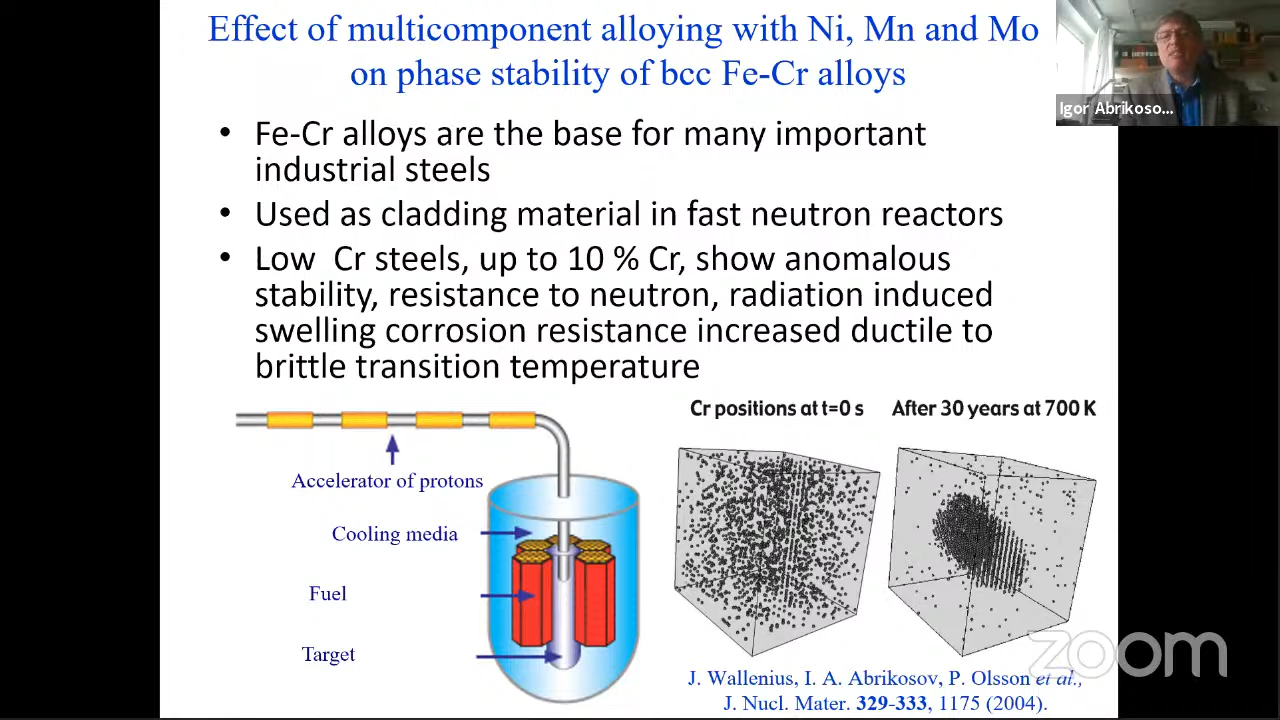 Effect of multicomponent alloying with Ni, Mn and Mo
on phase stability of bcc Fe-Cr alloys
Igor Abrikoso...
• Fe-Cr alloys are the base for many important
industrial steels
• Used as cladding material in fast neutron reactors
• Low Cr steels, up to 10 % Cr, show anomalous
stability, resistance to neutron, radiation induced
swelling corrosion resistance increased ductile to
brittle transition temperature
Cr positions at t=0 s
After 30 years at 700 K
Accelerator of protons
Cooling media
Fuel
Target
zoom
J. Wallenius, I. A. Abrikosov, P. Olsson et al.,
J. Nucl. Mater. 329-333, 1175 (2004).